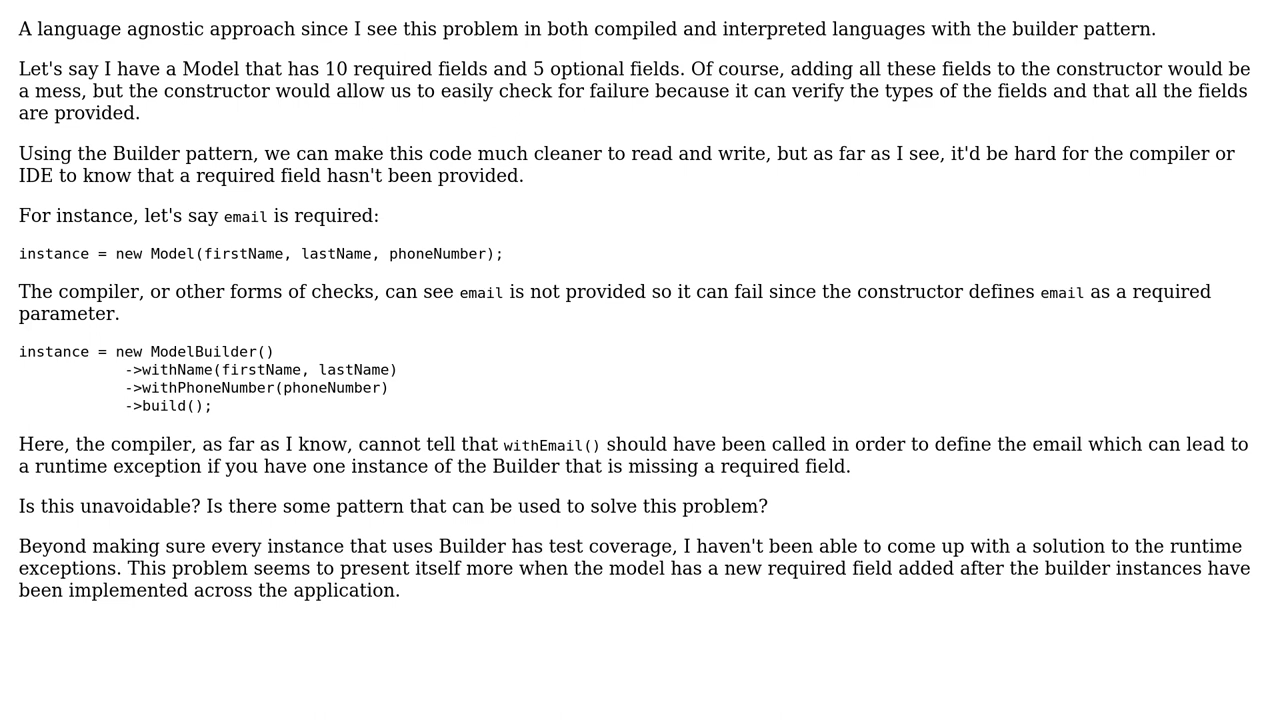 A language agnostic approach since I see this problem in both compiled and interpreted languages with the builder pattern.
Let's say I have a Model that has 10 required fields and 5 optional fields. Of course, adding all these fields to the constructor would be
a mess, but the constructor would allow us to easily check for failure because it can verify the types of the fields and that all the fields
are provided.
Using the Builder pattern, we can make this code much cleaner to read and write, but as far as I see, it'd be hard for the compiler or
IDE to know that a required field hasn't been provided.
For instance, let's say email is required:
instance = new Model(firstName, lastName, phoneNumber);
The compiler, or other forms of checks, can see email is not provided so it can fail since the constructor defines email as a required
parameter.
instance = new ModelBuilder()
            ->withName(firstName, lastName)
            ->withPhoneNumber(phoneNumber)
            ->build();
Here, the compiler, as far as I know, cannot tell that withEmail() should have been called in order to define the email which can lead to
a runtime exception if you have one instance of the Builder that is missing a required field.
Is this unavoidable? Is there some pattern that can be used to solve this problem?
Beyond making sure every instance that uses Builder has test coverage, I haven't been able to come up with a solution to the runtime
exceptions. This problem seems to present itself more when the model has a new required field added after the builder instances have
been implemented across the application.